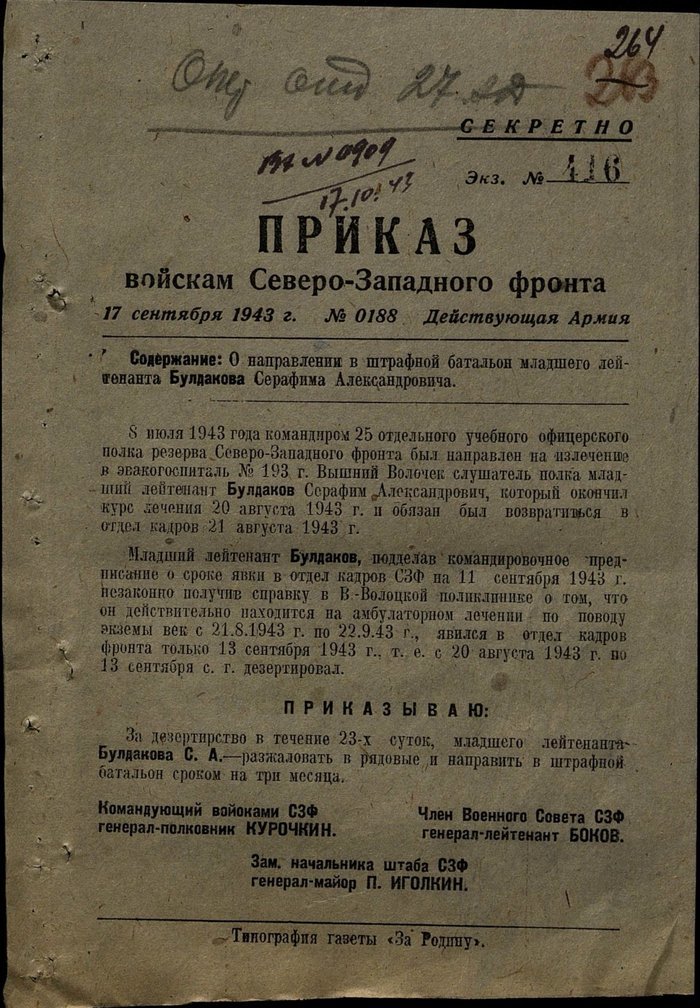 264
Опер отд 27 ад
СЕКРЕТНО
Вх № 0909
Экз. № 416
17.10.43
ПРИКАЗ
войскам Северо-Западного фронта
17 сентября 1943 г. № 0188 Действующая Армия
Содержание: О направлении в штрафной батальон младшего лей-
тенанта Булдакова Серафима Александровича.
8 июля 1943 года командиром 25 отдельного учебного офицерского
полка резерва Северо-Западного фронта был направлен на излечение
в эвакогоспиталь № 193 г. Вышний Волочек слушатель полка млад-
ший лейтенант Булдаков Серафим Александрович, который окончил
курс лечения 20 августа 1943 г. и обязан был возвратиться в
отдел кадров 21 августа 1943 г.
Младший лейтенант Булдаков, подделав командировочное пред-
писание о сроке явки в отдел кадров СЗФ на 11 сентября 1943 г.
незаконно получив справку в В-Волоцкой поликлинике о том, что
он действительно находится на амбулаторном лечении по поводу
экземы век с 21.8.1943 г. по 22.9.43 г., явился в отдел кадров
фронта только 13 сентября 1943 г., т. е. с 20 августа 1943 г. по
13 сентября с. г. дезертировал.
ПРИКАЗЫВАЮ:
За дезертирство в течение 23-х суток, младшего лейтенанта
Булдакова С. А.—разжаловать в рядовые и направить в штрафной
батальон сроком на три месяца.
Командующий войсками СЗФ
генерал-полковник КУРОЧКИН.
Член Военного Совета СЗФ
генерал-лейтенант БОКОВ.
Зам. начальника штаба СЗФ
генерал-майор П. ИГОЛКИН.
Типография газеты «За Родину».